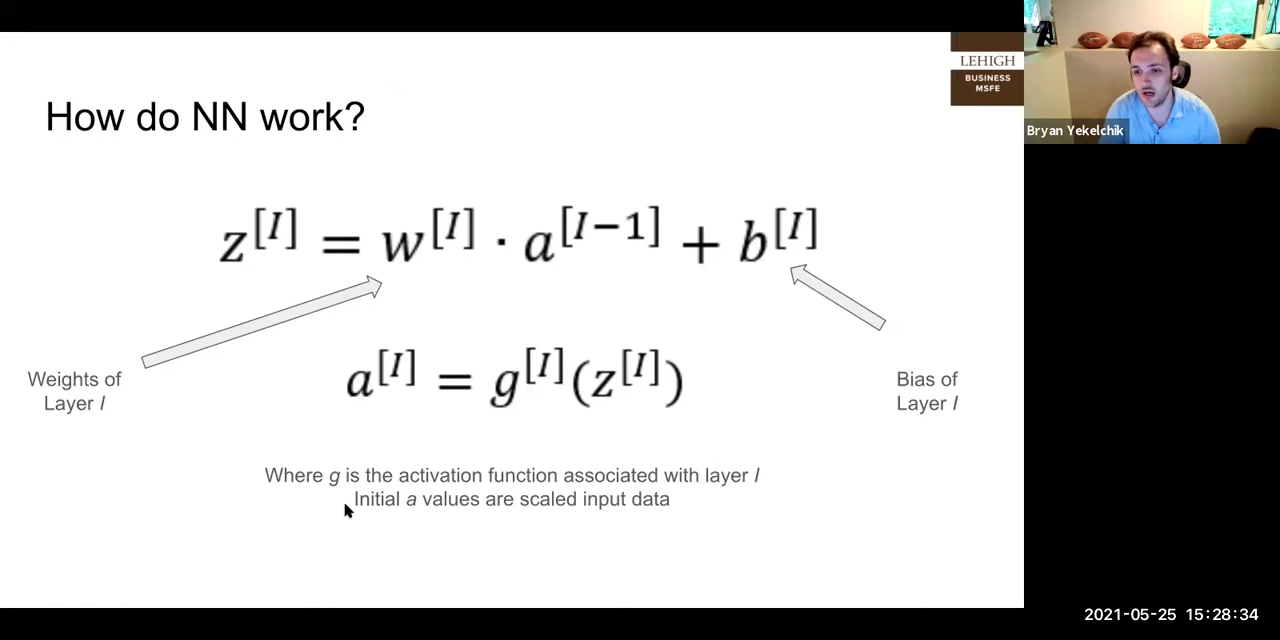 LEHIGH
BUSINESS
MSFE
Bryan Yekelchik
How do NN work?
z^[I] = w^[I] · a^[I−1] + b^[I]
a^[I] = g^[I](z^[I])
Weights of
Layer I
Bias of
Layer I
Where g is the activation function associated with layer I
Initial a values are scaled input data
2021-05-25 15:28:34